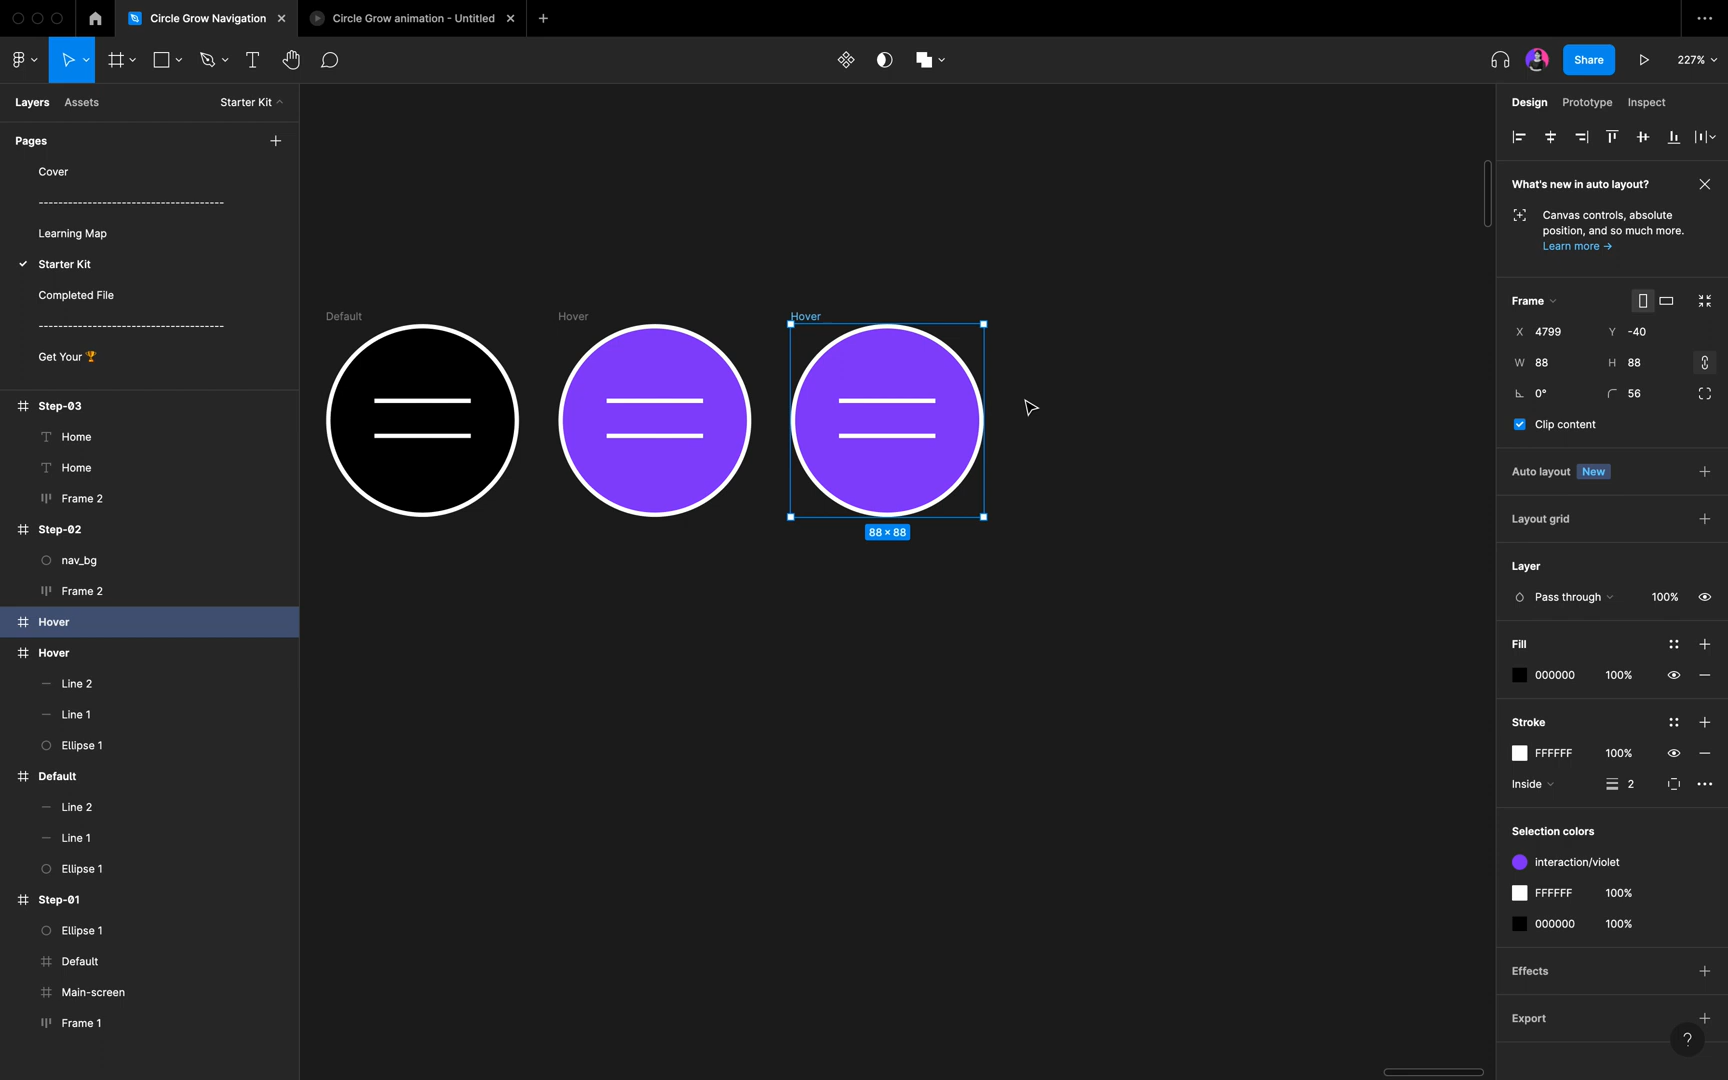 Circle Grow Navigation
Circle Grow animation - Untitled
Share
227%
Layers
Assets
Starter Kit
Pages
Cover
--------------------------------------
Learning Map
Starter Kit
Completed File
--------------------------------------
Get Your 🏆
Step-03
Home
Home
Frame 2
Step-02
nav_bg
Frame 2
Hover
Hover
Line 2
Line 1
Ellipse 1
Default
Line 2
Line 1
Ellipse 1
Step-01
Ellipse 1
Default
Main-screen
Frame 1
Default
Hover
Hover
88 × 88
Design
Prototype
Inspect
What's new in auto layout?
Canvas controls, absolute
position, and so much more.
Learn more →
Frame
X 4799
Y -40
W 88
H 88
0°
56
Clip content
Auto layout New
Layout grid
Layer
Pass through
100%
Fill
000000 100%
Stroke
FFFFFF 100%
Inside
2
Selection colors
interaction/violet
FFFFFF 100%
000000 100%
Effects
Export
?